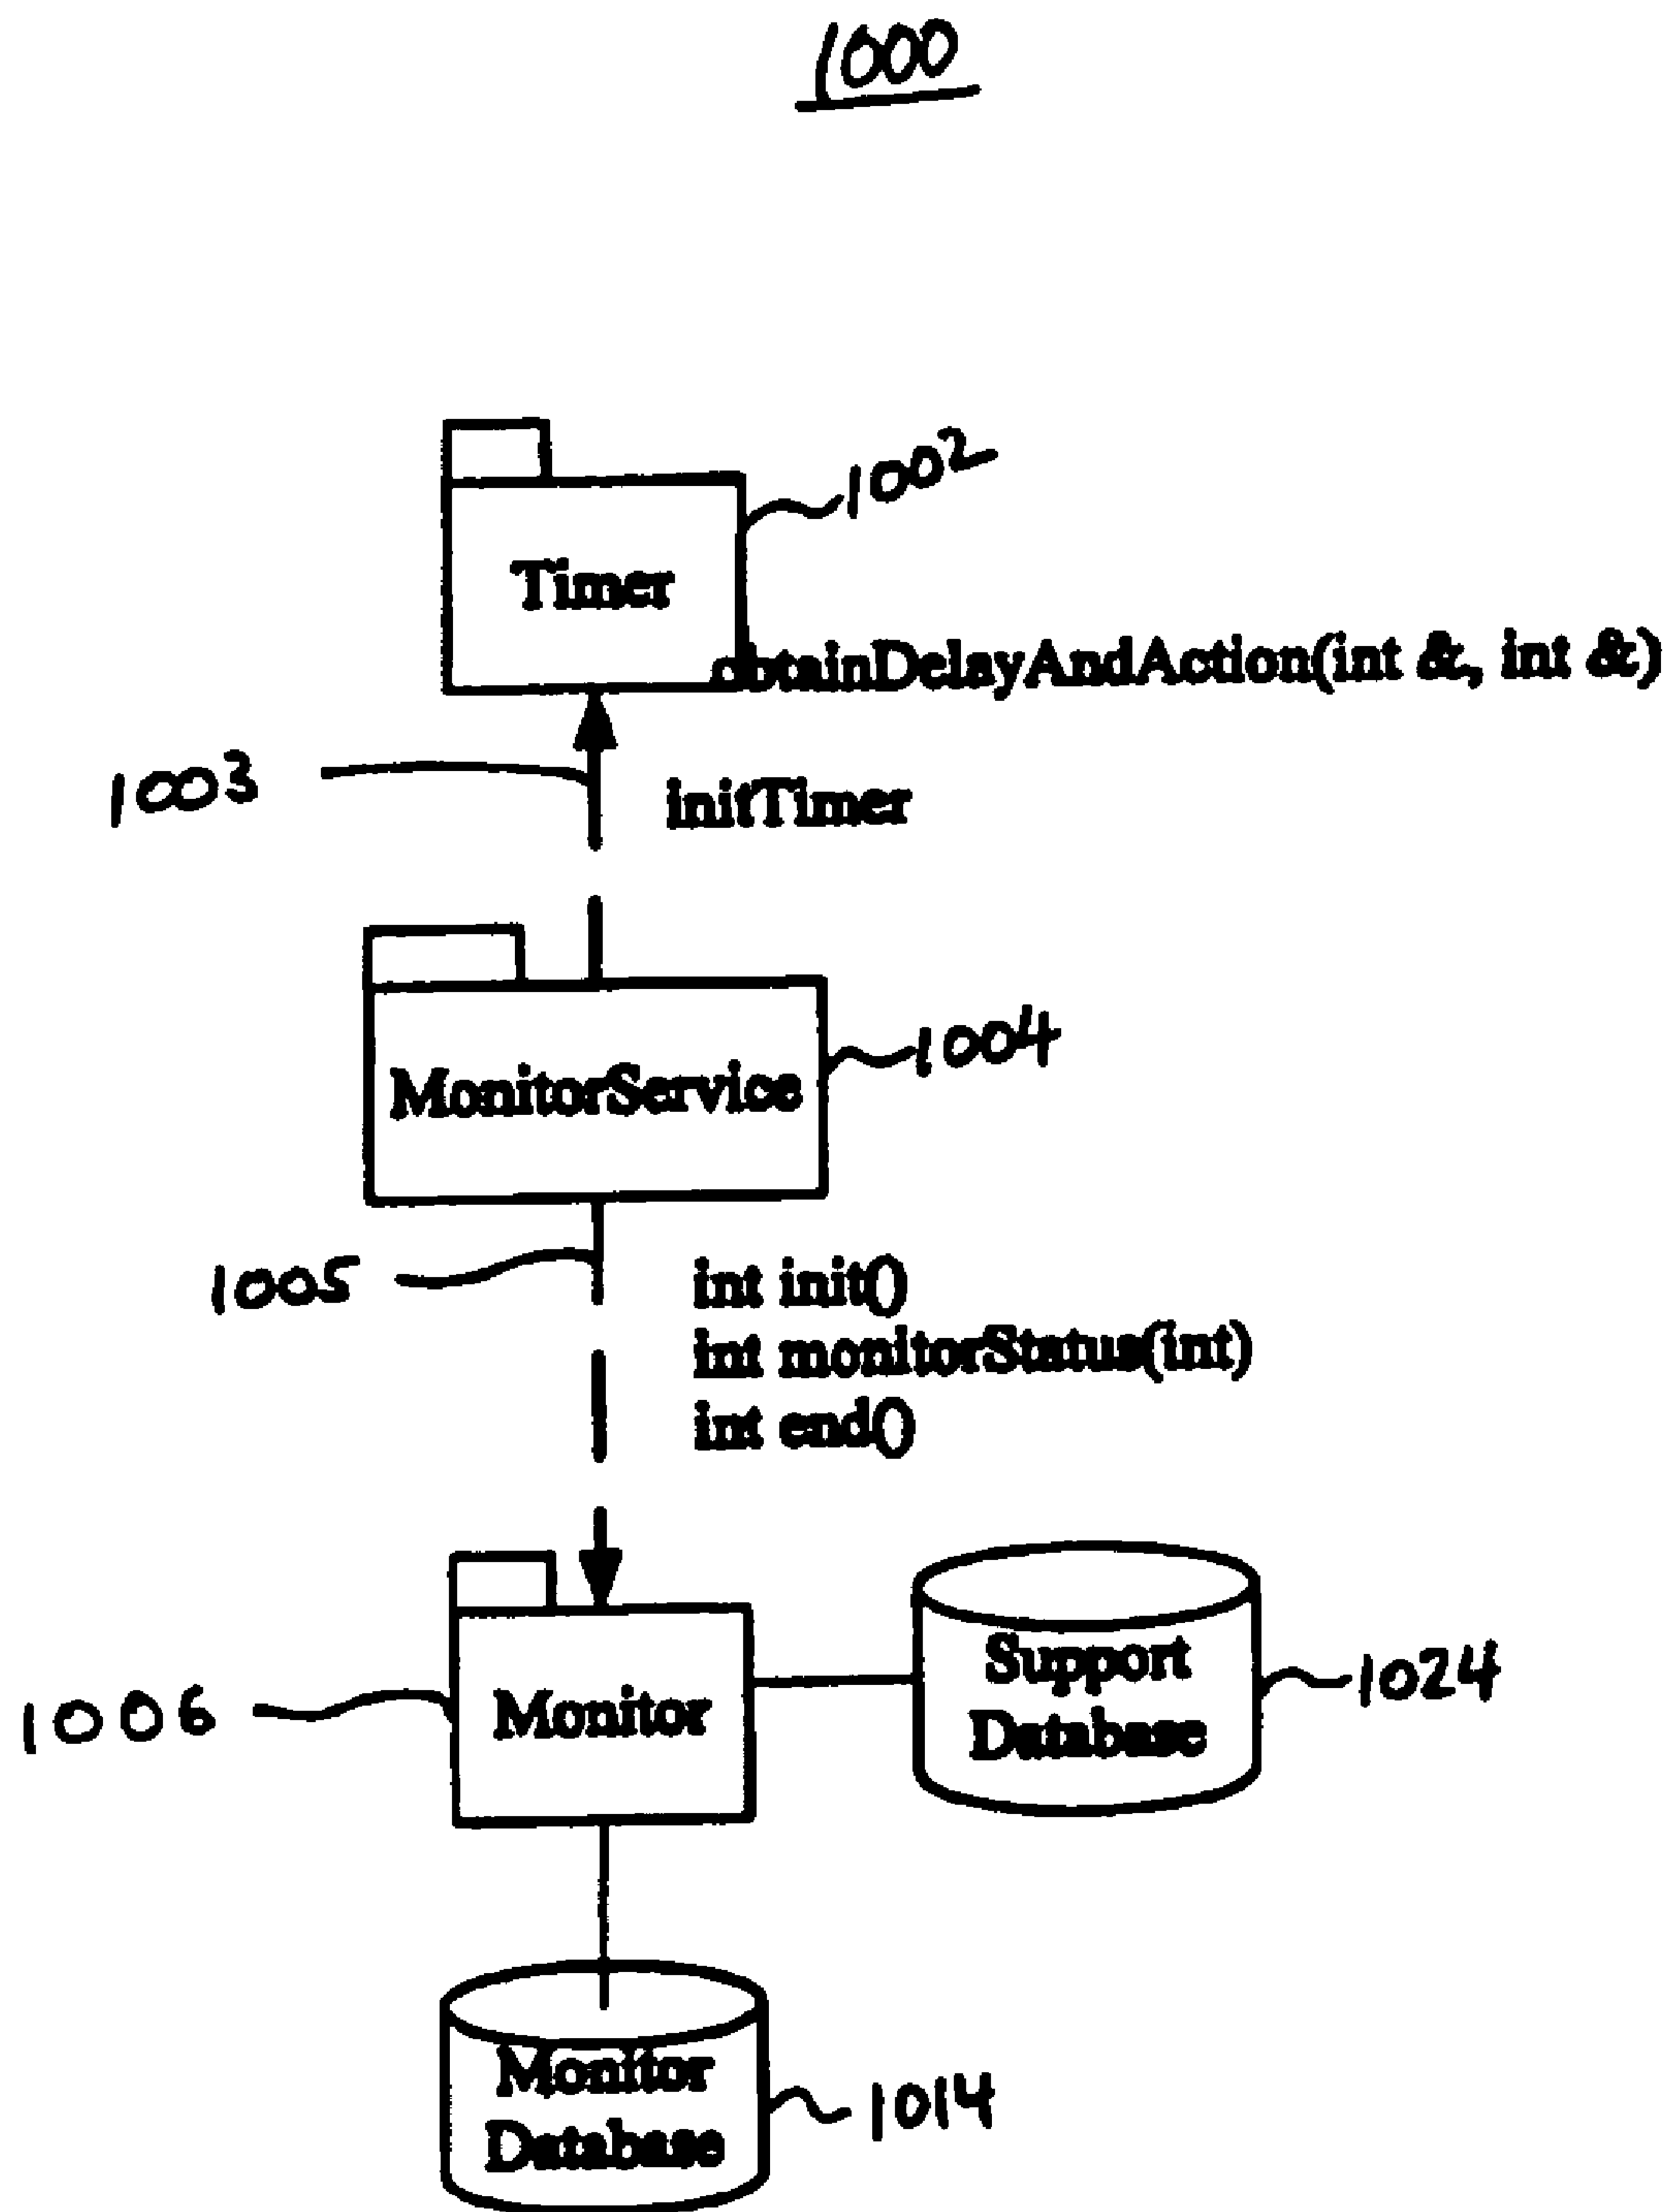 1000
1002
Timer
obtainDelayAndAction(int &, int &)
1003
initTimer
1004
MonitorService
1005
int init()
int monitorStatus(int)
int end()
Support
Database
1024
1006
Monitor
Monitor
Database
1014